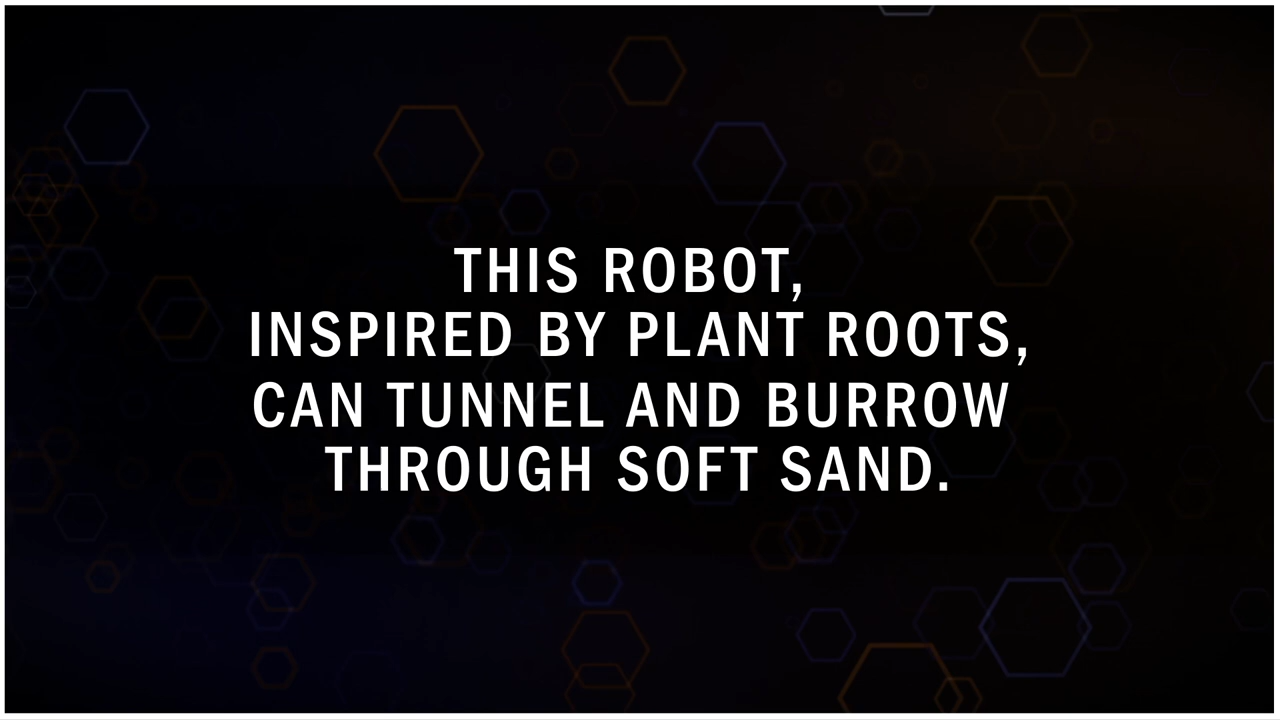 THIS ROBOT,
INSPIRED BY PLANT ROOTS,
CAN TUNNEL AND BURROW
THROUGH SOFT SAND.